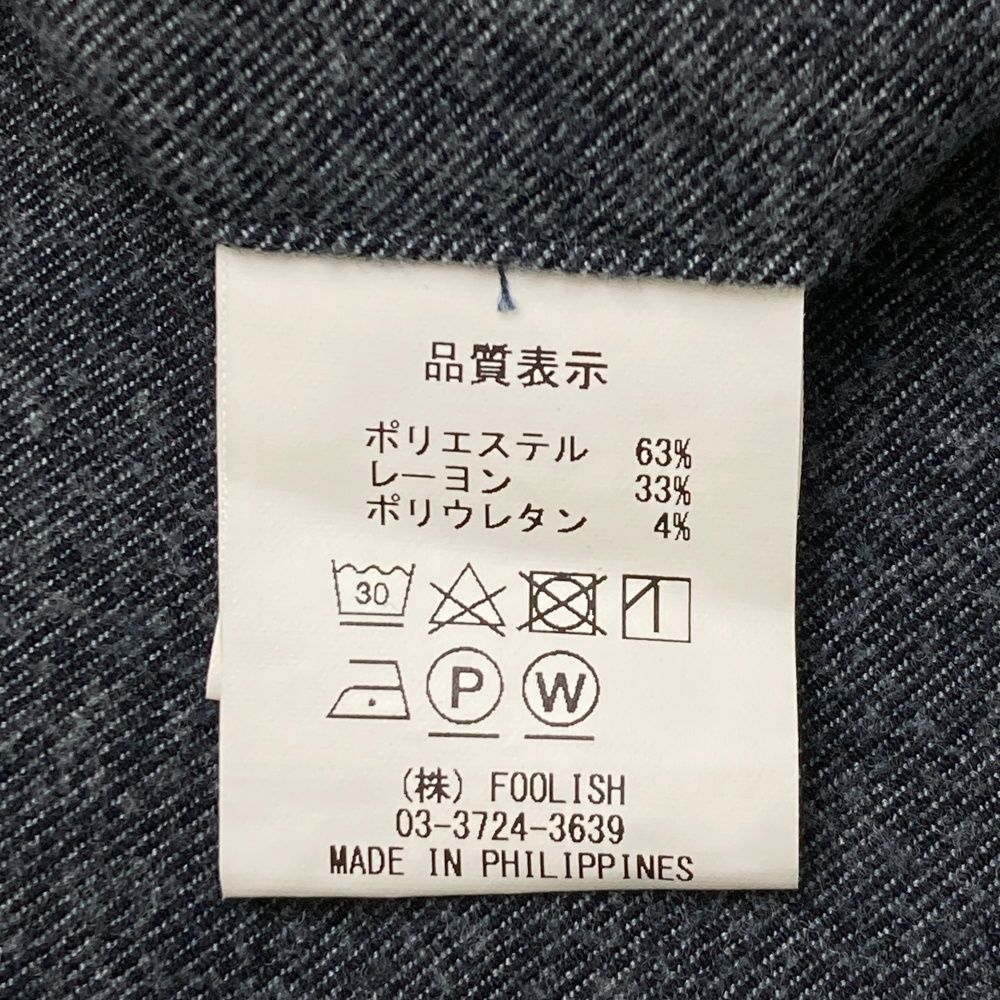 品質表示
ポリエステル 63%
レーヨン 33%
ポリウレタン 4%
30
P W
(株) FOOLISH
03-3724-3639
MADE IN PHILIPPINES